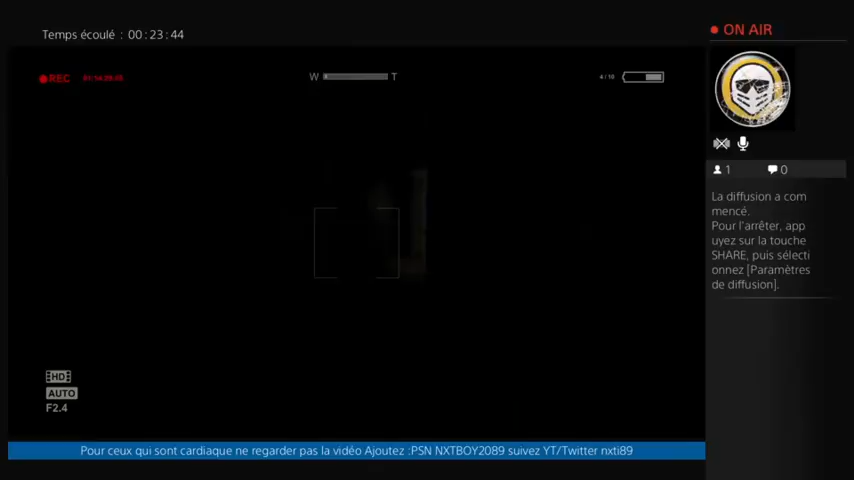 Temps écoulé : 00:23:44
ON AIR
REC
W T
4/10
1
0
La diffusion a com
mencé.
Pour l'arrêter, app
uyez sur la touche
SHARE, puis sélecti
onnez [Paramètres
de diffusion].
HD
AUTO
F2.4
Pour ceux qui sont cardiaque ne regarder pas la vidéo Ajoutez :PSN NXTBOY2089 suivez YT/Twitter nxti89